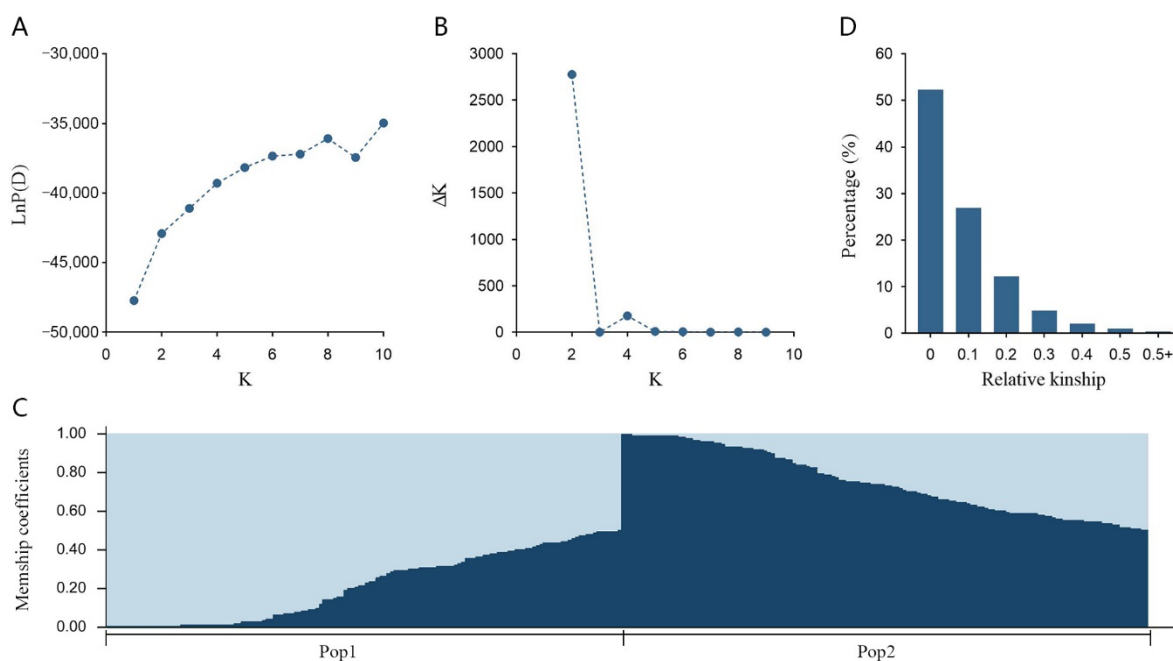 A
B
D
−30,000
−35,000
−40,000
−45,000
−50,000
LnP(D)
0 2 4 6 8 10
K
3000
2500
2000
1500
1000
500
0
ΔK
0 2 4 6 8 10
K
60
50
40
30
20
10
0
Percentage (%)
0 0.1 0.2 0.3 0.4 0.5 0.5+
Relative kinship
C
1.00
0.80
0.60
0.40
0.20
0.00
Memship coefficients
Pop1 Pop2